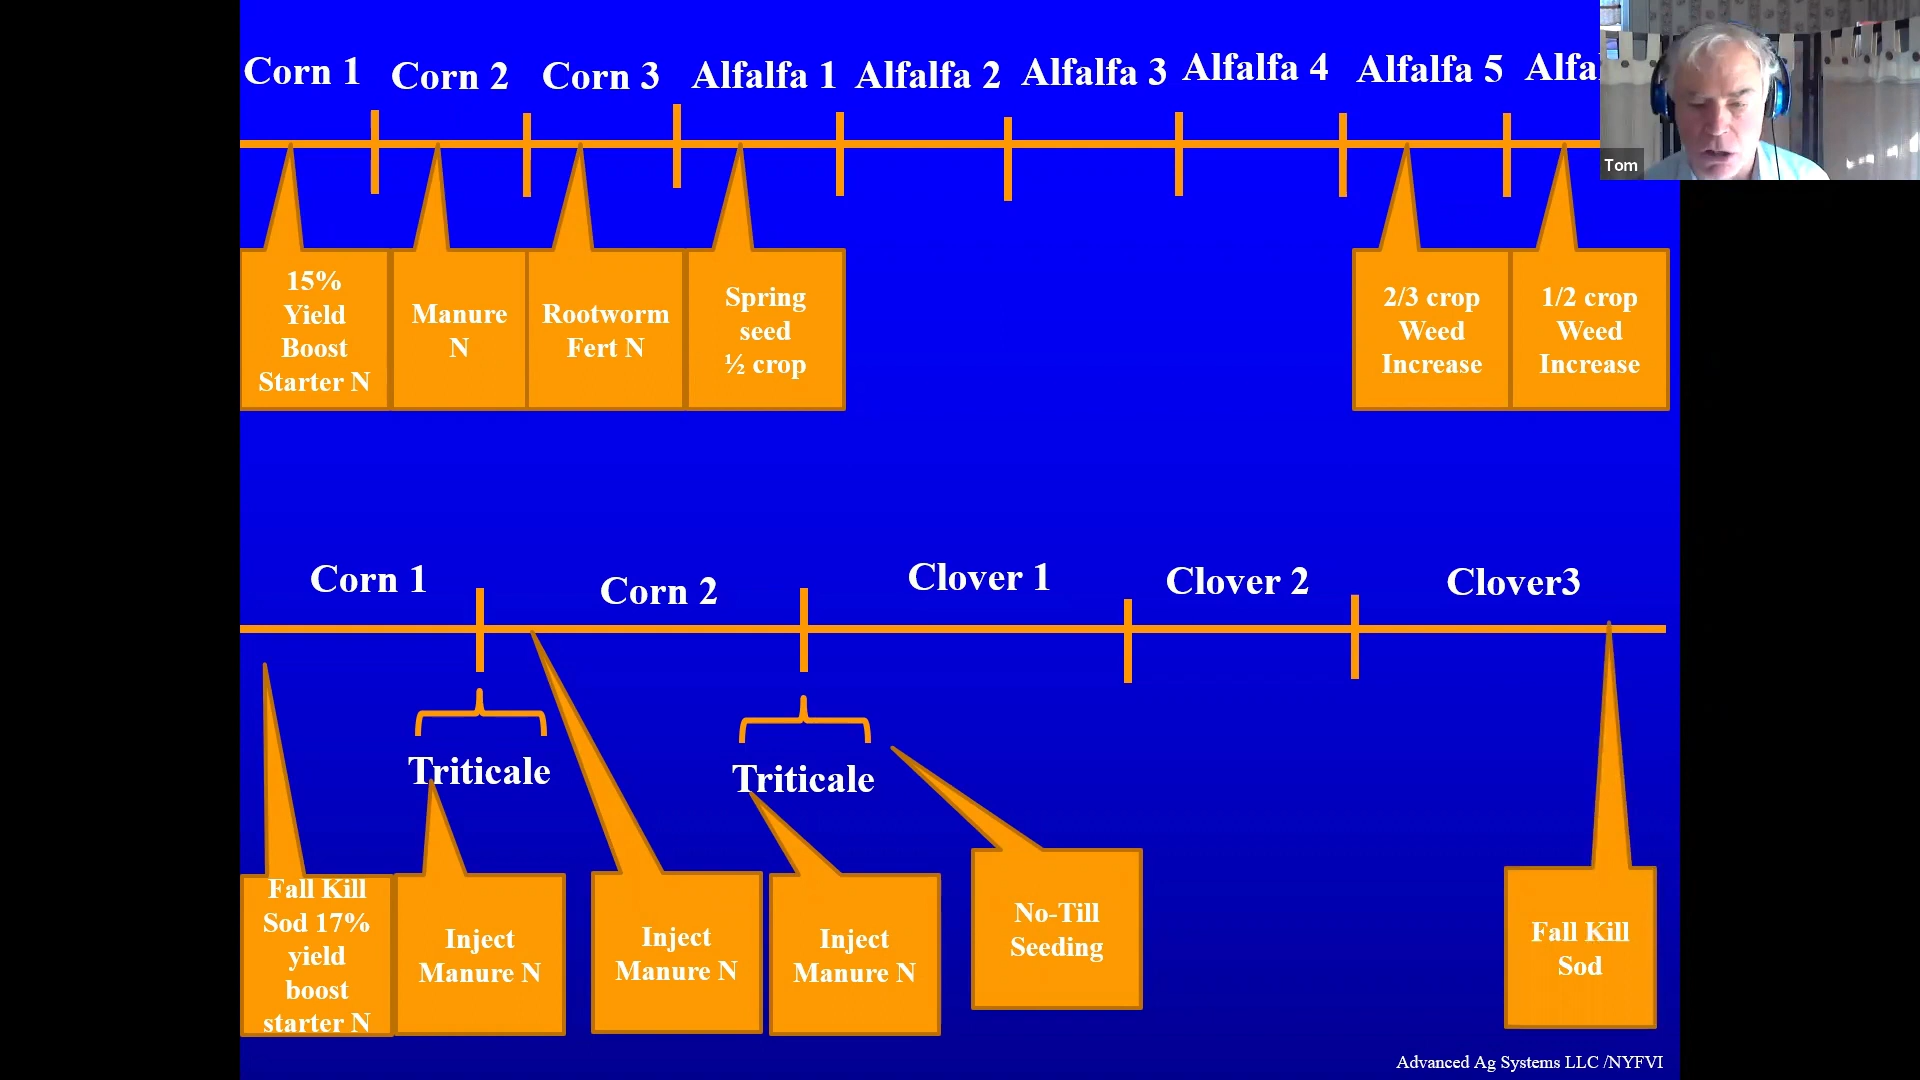 Corn 1 Corn 2 Corn 3 Alfalfa 1 Alfalfa 2 Alfalfa 3 Alfalfa 4 Alfalfa 5 Alfa
Tom
15%
Yield
Boost
Starter N
Manure
N
Rootworm
Fert N
Spring
seed
½ crop
2/3 crop
Weed
Increase
1/2 crop
Weed
Increase
Corn 1 Corn 2 Clover 1 Clover 2 Clover3
Triticale
Triticale
Fall Kill
Sod 17%
yield
boost
starter N
Inject
Manure N
Inject
Manure N
Inject
Manure N
No-Till
Seeding
Fall Kill
Sod
Advanced Ag Systems LLC /NYFVI